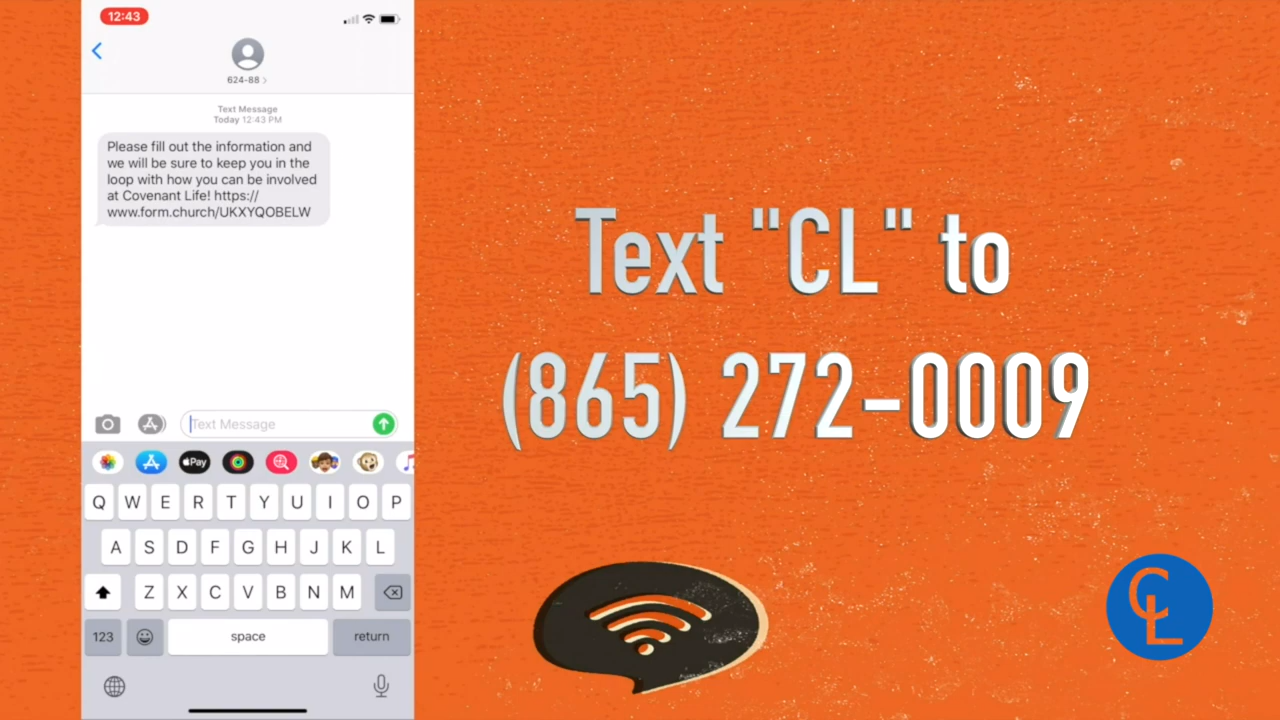 12:43
624-88 >
Text Message
Today 12:43 PM
Please fill out the information and
we will be sure to keep you in the
loop with how you can be involved
at Covenant Life! https://
www.form.church/UKXYQOBELW
Text Message
Pay
Q W E R T Y U I O P
A S D F G H J K L
Z X C V B N M
123
space
return
Text "CL" to
(865) 272-0009
CL